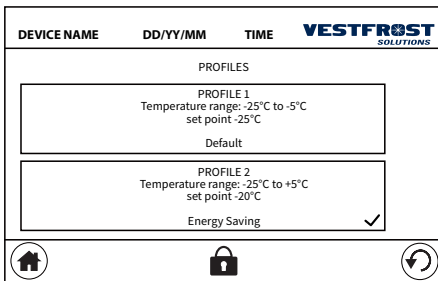 DEVICE NAME DD/YY/MM TIME VESTFROST
SOLUTIONS
PROFILES
PROFILE 1
Temperature range: -25°C to -5°C
set point -25°C
Default
PROFILE 2
Temperature range: -25°C to +5°C
set point -20°C
Energy Saving